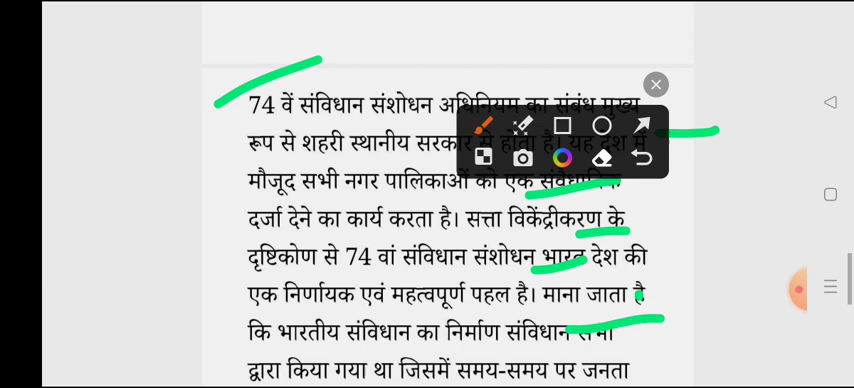 74 वें संविधान संशोधन अधिनियम का संबंध मुख्य
रूप से शहरी स्थानीय सरकार से होता है। यह देश में
मौजूद सभी नगर पालिकाओं को एक संवैधानिक
दर्जा देने का कार्य करता है। सत्ता विकेंद्रीकरण के
दृष्टिकोण से 74 वां संविधान संशोधन भारत देश की
एक निर्णायक एवं महत्वपूर्ण पहल है। माना जाता है
कि भारतीय संविधान का निर्माण संविधान सभा
द्वारा किया गया था जिसमें समय-समय पर जनता